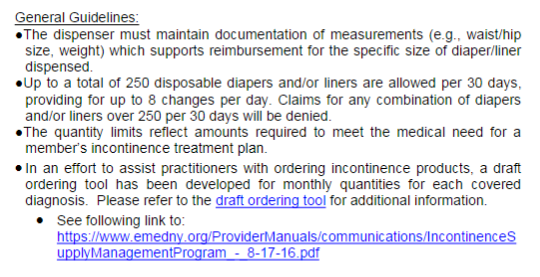 General Guidelines:
●The dispenser must maintain documentation of measurements (e.g., waist/hip
size, weight) which supports reimbursement for the specific size of diaper/liner
dispensed.
●Up to a total of 250 disposable diapers and/or liners are allowed per 30 days,
providing for up to 8 changes per day. Claims for any combination of diapers
and/or liners over 250 per 30 days will be denied.
●The quantity limits reflect amounts required to meet the medical need for a
member's incontinence treatment plan.
● In an effort to assist practitioners with ordering incontinence products, a draft
ordering tool has been developed for monthly quantities for each covered
diagnosis. Please refer to the draft ordering tool for additional information.
● See following link to:
https://www.emedny.org/ProviderManuals/communications/IncontinenceS
upplyManagementProgram_-_8-17-16.pdf